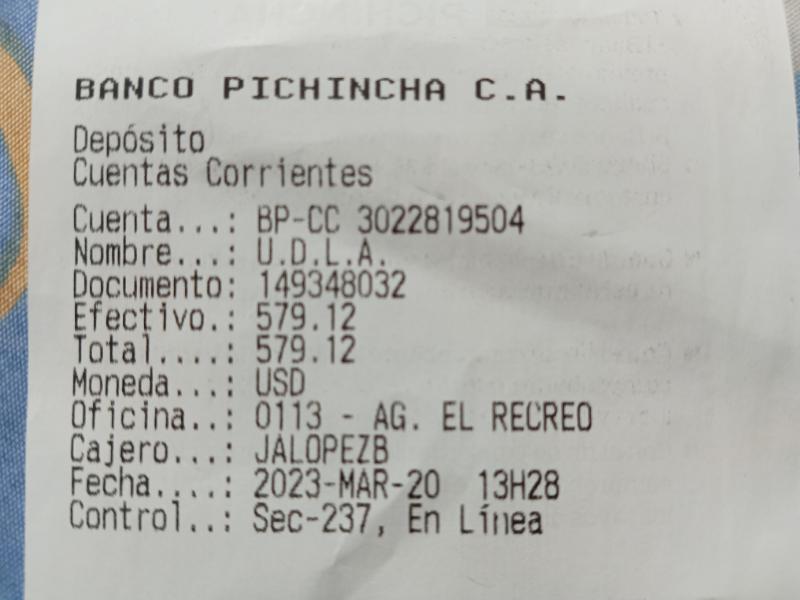 BANCO PICHINCHA C.A.
Depósito
Cuentas Corrientes
Cuenta...: BP-CC 3022819504
Nombre...: U.D.L.A.
Documento: 149348032
Efectivo.: 579.12
Total....: 579.12
Moneda...: USD
Oficina..: 0113 - AG. EL RECREO
Cajero...: JALOPEZB
Fecha....: 2023-MAR-20 13H28
Control..: Sec-237, En Línea